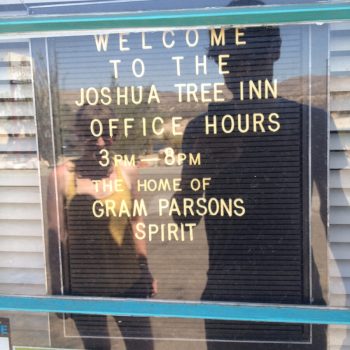 WELCOME
TO THE
JOSHUA TREE INN
OFFICE HOURS
3PM—8PM
THE HOME OF
GRAM PARSONS
SPIRIT